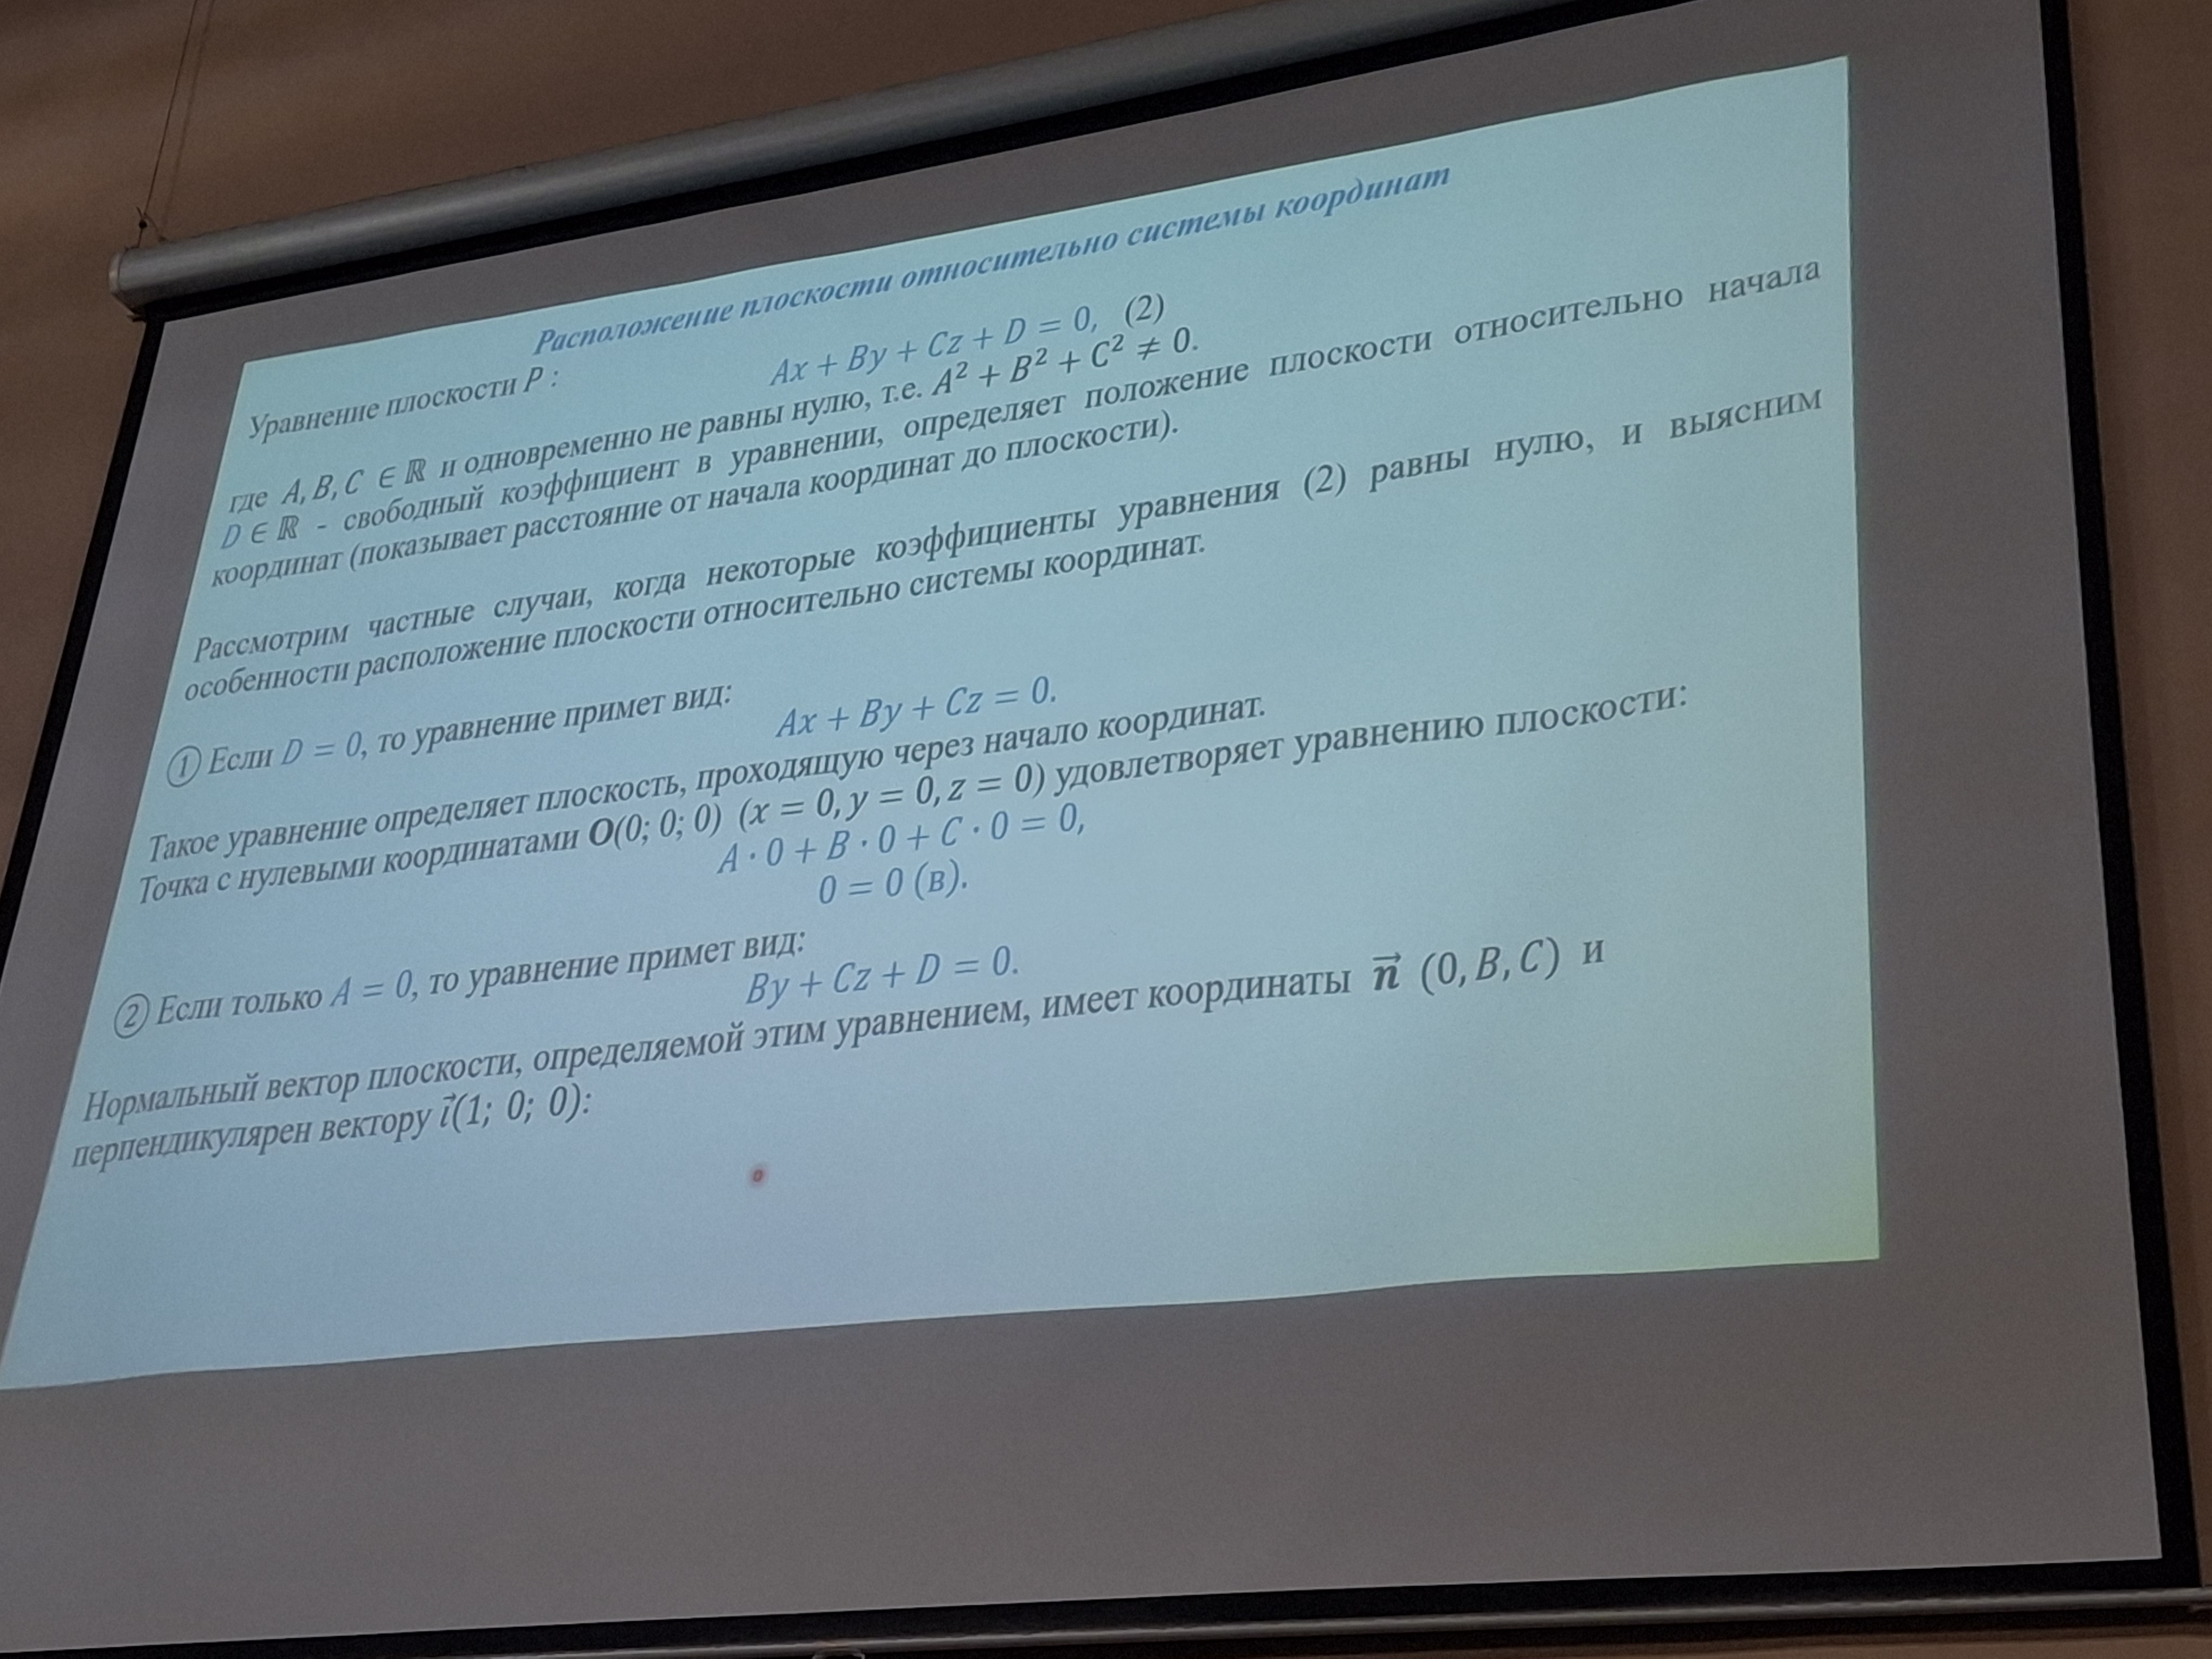 Расположение плоскости относительно системы координат
Уравнение плоскости P :
Ax + By + Cz + D = 0, (2)
где A, B, C ∈ ℝ и одновременно не равны нулю, т.е. A² + B² + C² ≠ 0.
D ∈ ℝ - свободный коэффициент в уравнении, определяет положение плоскости относительно начала
координат (показывает расстояние от начала координат до плоскости).
Рассмотрим частные случаи, когда некоторые коэффициенты уравнения (2) равны нулю, и выясним
особенности расположение плоскости относительно системы координат.
① Если D = 0, то уравнение примет вид:
Ax + By + Cz = 0.
Такое уравнение определяет плоскость, проходящую через начало координат.
Точка с нулевыми координатами O(0; 0; 0) (x = 0, y = 0, z = 0) удовлетворяет уравнению плоскости:
A · 0 + B · 0 + C · 0 = 0,
0 = 0 (в).
② Если только A = 0, то уравнение примет вид:
By + Cz + D = 0.
Нормальный вектор плоскости, определяемой этим уравнением, имеет координаты n⃗ (0, B, C) и
перпендикулярен вектору i⃗(1; 0; 0):